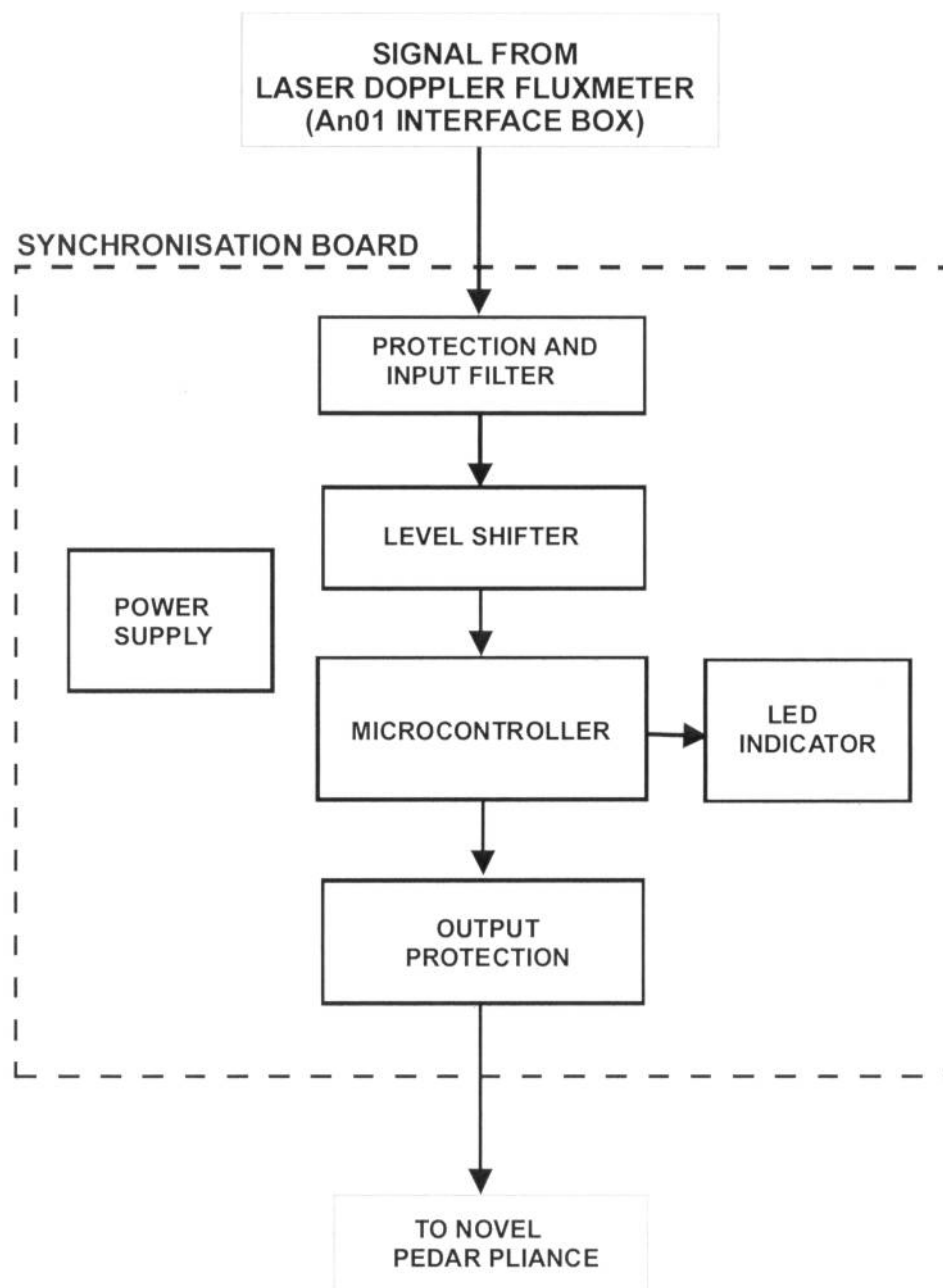 SIGNAL FROM
LASER DOPPLER FLUXMETER
(An01 INTERFACE BOX)
SYNCHRONISATION BOARD
PROTECTION AND
INPUT FILTER
LEVEL SHIFTER
POWER
SUPPLY
MICROCONTROLLER
LED
INDICATOR
OUTPUT
PROTECTION
TO NOVEL
PEDAR PLIANCE